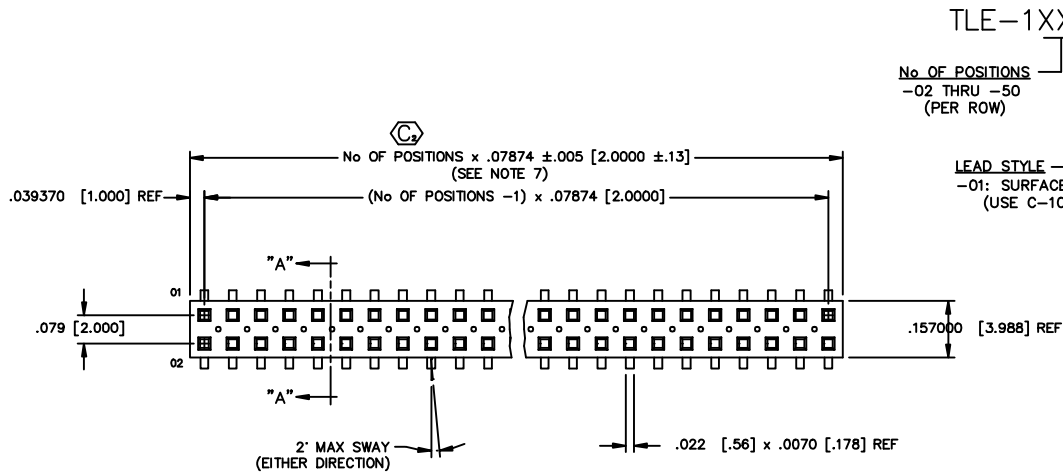 TLE-1XX
No OF POSITIONS
-02 THRU -50
(PER ROW)
C2
No OF POSITIONS x .07874 ±.005 [2.0000 ±.13]
(SEE NOTE 7)
LEAD STYLE
-01: SURFACE
(USE C-10
.039370 [1.000] REF
(No OF POSITIONS -1) x .07874 [2.0000]
"A"
01
.079 [2.000]
.157000 [3.988] REF
02
"A"
2° MAX SWAY
(EITHER DIRECTION)
.022 [.56] x .0070 [.178] REF